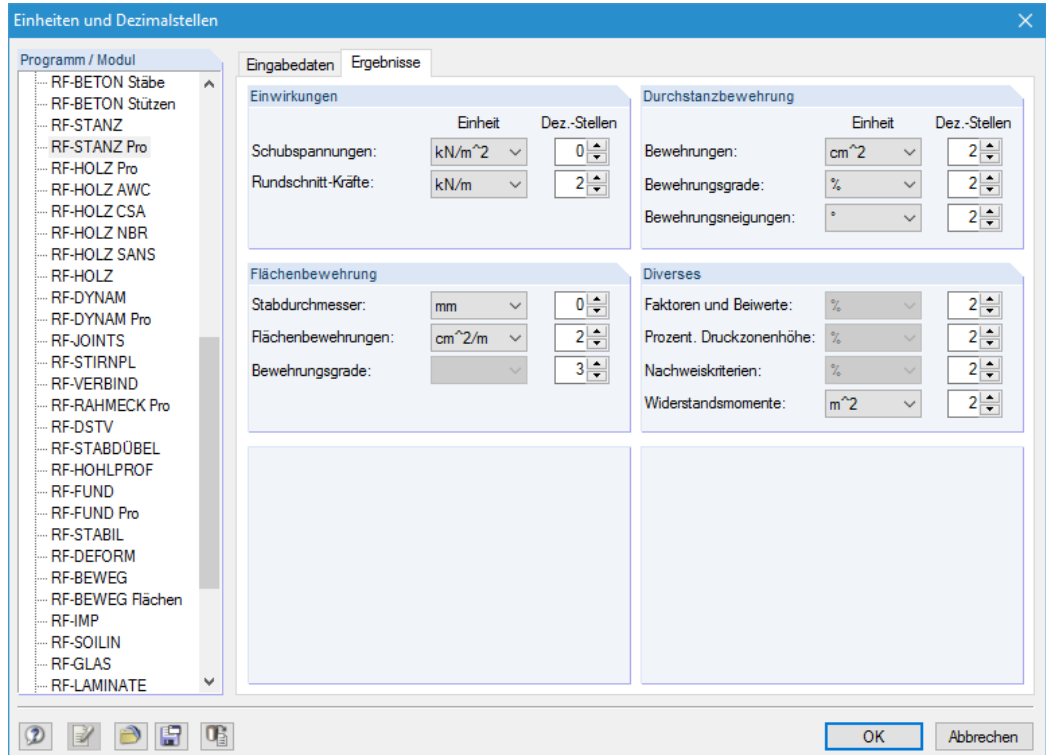 Einheiten und Dezimalstellen
Programm / Modul
RF-BETON Stäbe
RF-BETON Stützen
RF-STANZ
RF-STANZ Pro
RF-HOLZ Pro
RF-HOLZ AWC
RF-HOLZ CSA
RF-HOLZ NBR
RF-HOLZ SANS
RF-HOLZ
RF-DYNAM
RF-DYNAM Pro
RF-JOINTS
RF-STIRNPL
RF-VERBIND
RF-RAHMECK Pro
RF-DSTV
RF-STABDÜBEL
RF-HOHLPROF
RF-FUND
RF-FUND Pro
RF-STABIL
RF-DEFORM
RF-BEWEG
RF-BEWEG Flächen
RF-IMP
RF-SOILIN
RF-GLAS
RF-LAMINATE
Eingabedaten Ergebnisse
Einwirkungen
Einheit Dez.-Stellen
Schubspannungen: kN/m^2 0
Rundschnitt-Kräfte: kN/m 2
Durchstanzbewehrung
Einheit Dez.-Stellen
Bewehrungen: cm^2 2
Bewehrungsgrade: % 2
Bewehrungsneigungen: ° 2
Flächenbewehrung
Stabdurchmesser: mm 0
Flächenbewehrungen: cm^2/m 2
Bewehrungsgrade: 3
Diverses
Faktoren und Beiwerte: % 2
Prozent. Druckzonenhöhe: % 2
Nachweiskriterien: % 2
Widerstandsmomente: m^2 2
OK Abbrechen